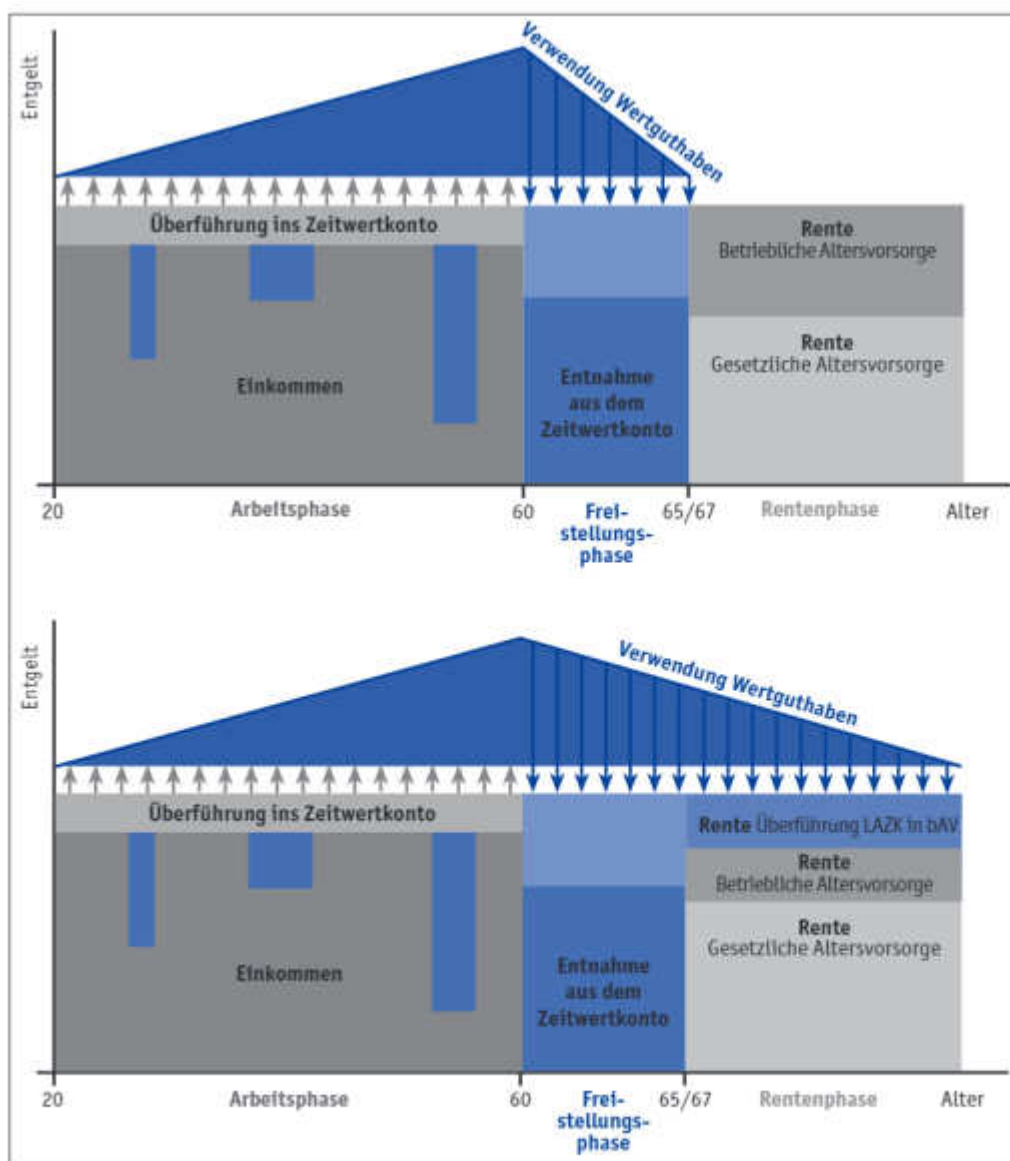 Entgelt
Verwendung Wertguthaben
Überführung ins Zeitwertkonto
Einkommen
Entnahme
aus dem
Zeitwertkonto
Rente
Betriebliche Altersvorsorge
Rente
Gesetzliche Altersvorsorge
20
Arbeitsphase
60
Frei-
stellungs-
phase
65/67
Rentenphase
Alter
Entgelt
Verwendung Wertguthaben
Überführung ins Zeitwertkonto
Einkommen
Entnahme
aus dem
Zeitwertkonto
Rente Überführung LAZK in bAV
Rente
Betriebliche Altersvorsorge
Rente
Gesetzliche Altersvorsorge
20
Arbeitsphase
60
Frei-
stellungs-
phase
65/67
Rentenphase
Alter